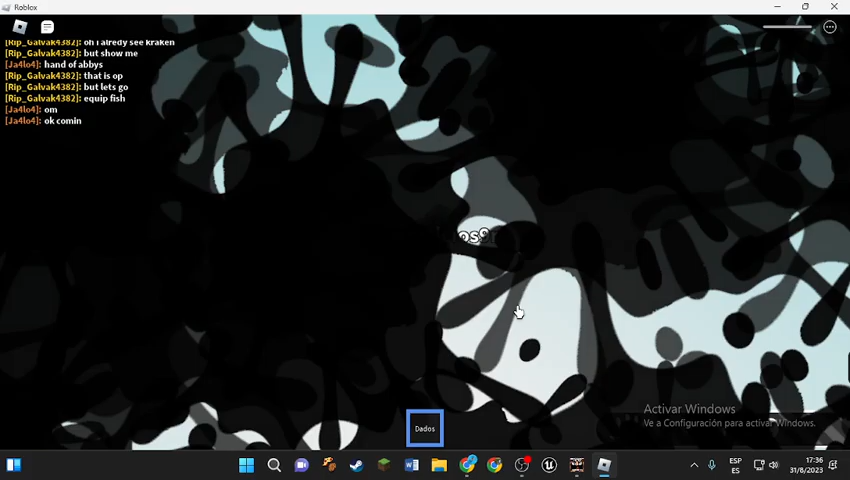 Roblox
[Rip_Galvak4382]: oh i alredy see kraken
[Rip_Galvak4382]: but show me
[Ja4lo4]: hand of abbys
[Rip_Galvak4382]: that is op
[Rip_Galvak4382]: but lets go
[Rip_Galvak4382]: equip fish
[Ja4lo4]: om
[Ja4lo4]: ok comin
os9
Dados
Activar Windows
Ve a Configuración para activar Windows.
ESP
ES
17:36
31/8/2023